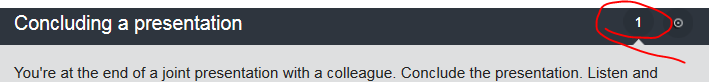 Concluding a presentation 1
You're at the end of a joint presentation with a colleague. Conclude the presentation. Listen and